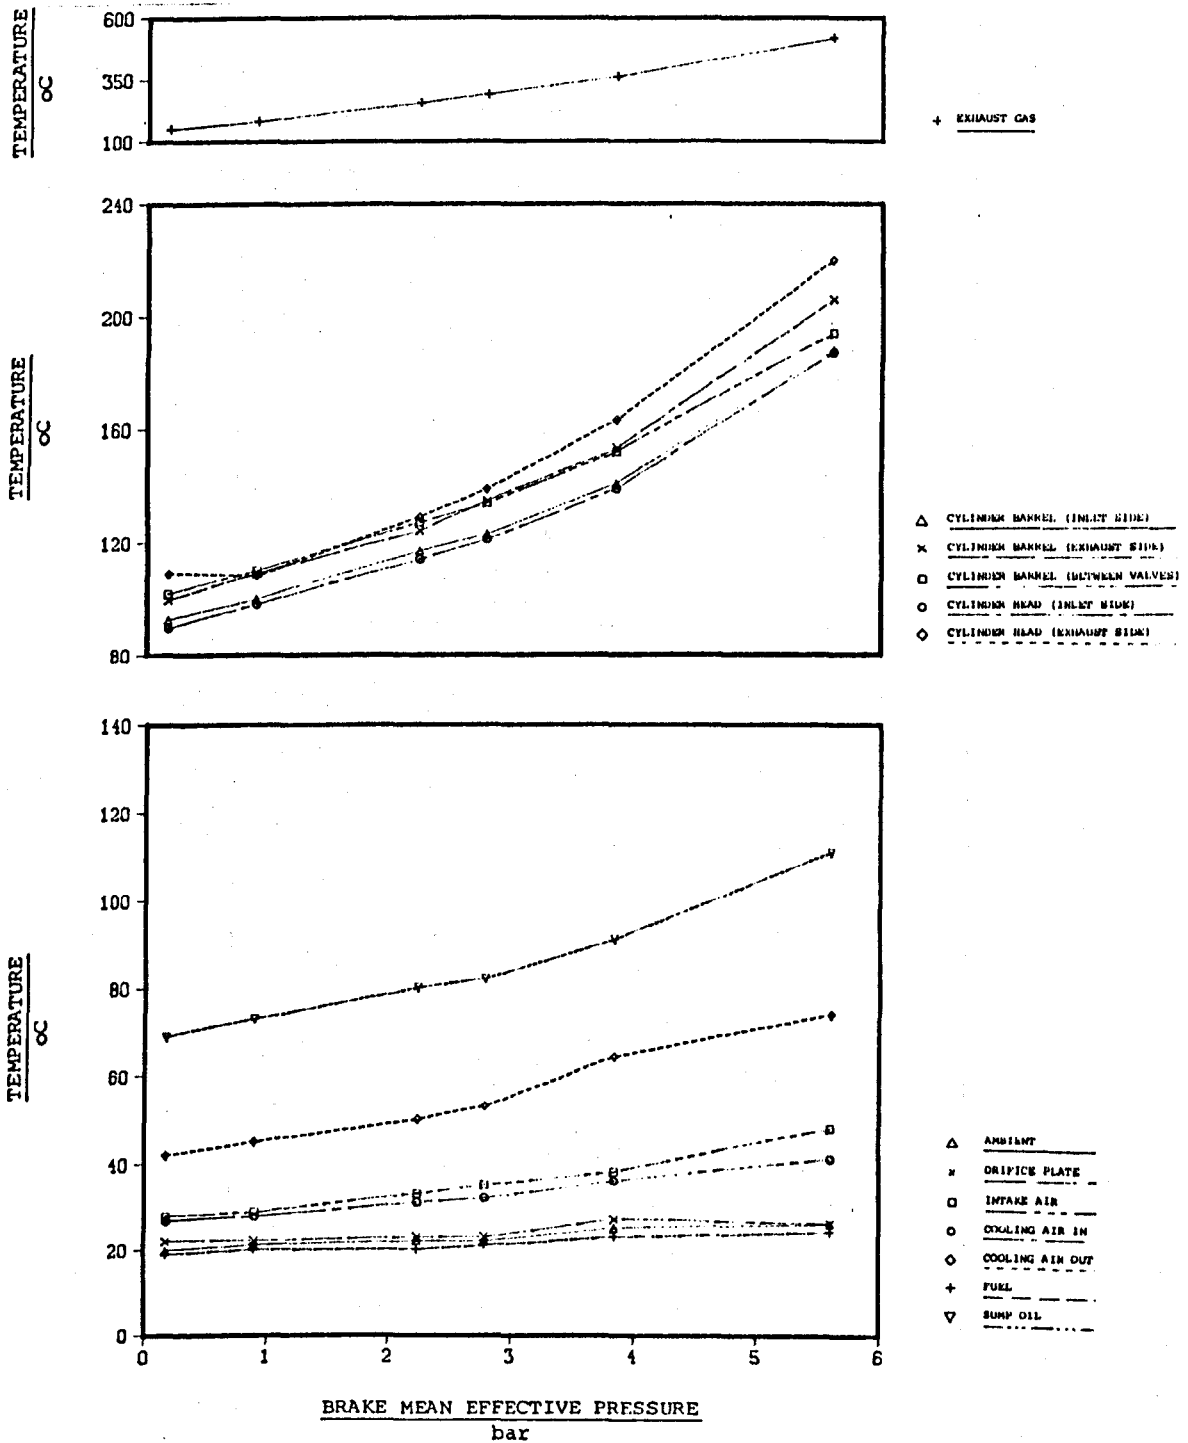 TEMPERATURE
°C
600
350
100
+ EXHAUST GAS
TEMPERATURE
°C
240
200
160
120
80
CYLINDER BARREL (INLET SIDE)
CYLINDER BARREL (EXHAUST SIDE)
CYLINDER BARREL (BETWEEN VALVES)
CYLINDER HEAD (INLET SIDE)
CYLINDER HEAD (EXHAUST SIDE)
TEMPERATURE
°C
140
120
100
80
60
40
20
0
AMBIENT
ORIFICE PLATE
INTAKE AIR
COOLING AIR IN
COOLING AIR OUT
FUEL
SUMP OIL
0 1 2 3 4 5 6
BRAKE MEAN EFFECTIVE PRESSURE
bar